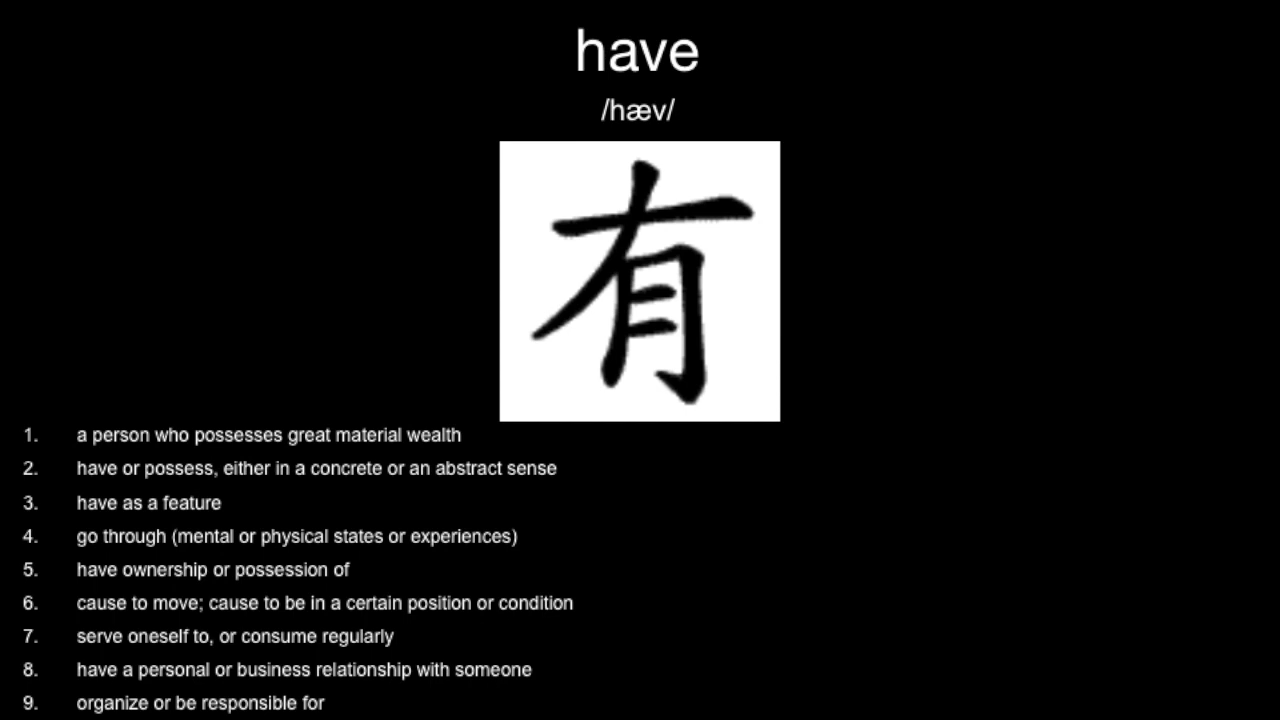 have
/hæv/
有
1. a person who possesses great material wealth
2. have or possess, either in a concrete or an abstract sense
3. have as a feature
4. go through (mental or physical states or experiences)
5. have ownership or possession of
6. cause to move; cause to be in a certain position or condition
7. serve oneself to, or consume regularly
8. have a personal or business relationship with someone
9. organize or be responsible for